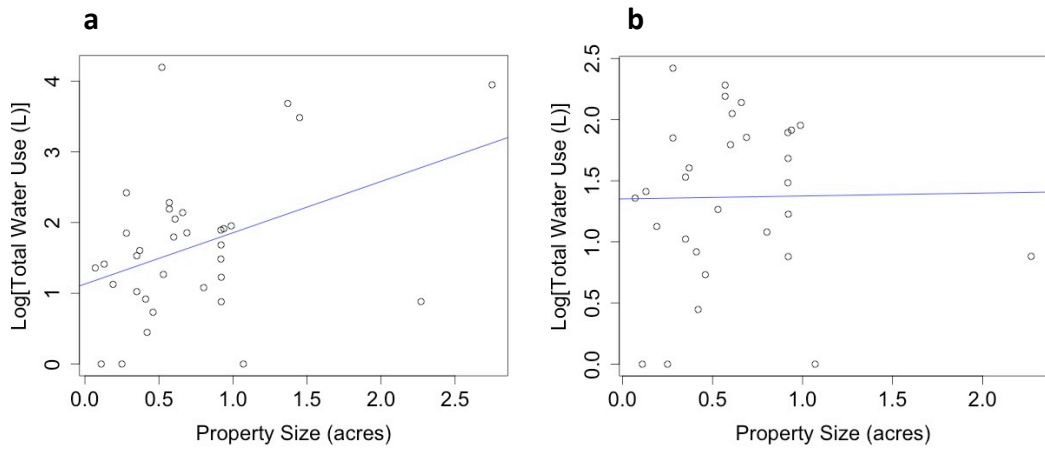 a
Log[Total Water Use (L)]
0
1
2
3
4
0.0 0.5 1.0 1.5 2.0 2.5
Property Size (acres)
b
Log[Total Water Use (L)]
0.0
0.5
1.0
1.5
2.0
2.5
0.0 0.5 1.0 1.5 2.0
Property Size (acres)